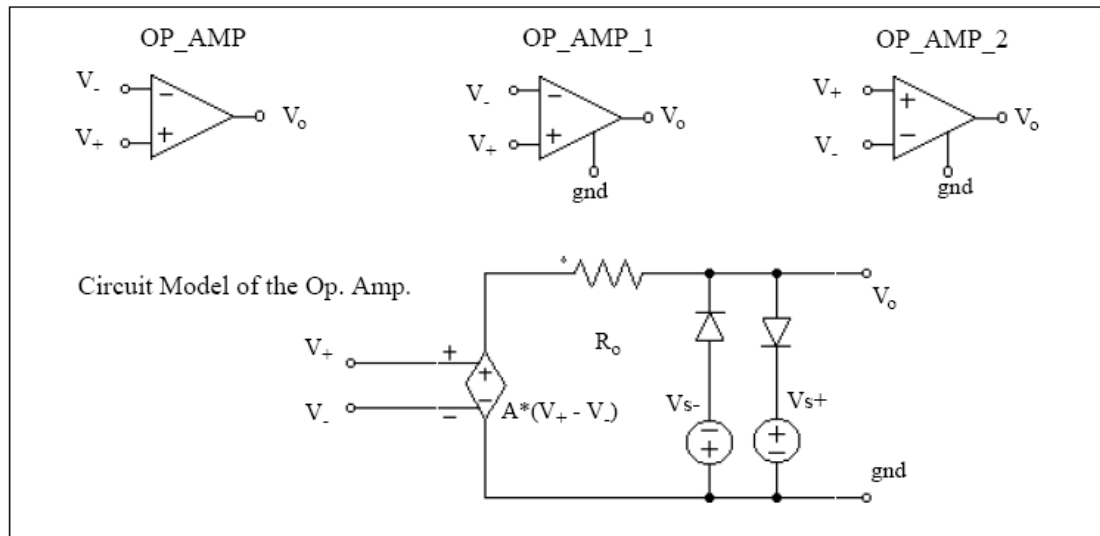 OP_AMP
OP_AMP_1
OP_AMP_2
V-
V+
−
+
Vo
V-
V+
−
+
Vo
gnd
V+
V-
+
−
Vo
gnd
Circuit Model of the Op. Amp.
Ro
Vo
V+
V-
+
−
+
−
A*(V+ - V-)
Vs-
−
+
Vs+
+
−
gnd